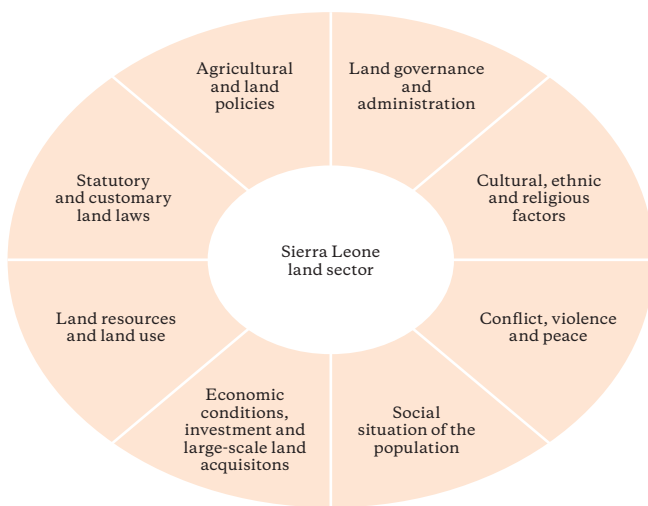 Agricultural
and land
policies
Land governance
and
administration
Statutory
and customary
land laws
Cultural, ethnic
and religious
factors
Sierra Leone
land sector
Land resources
and land use
Conflict, violence
and peace
Economic
conditions,
investment and
large-scale land
acquisitons
Social
situation of the
population